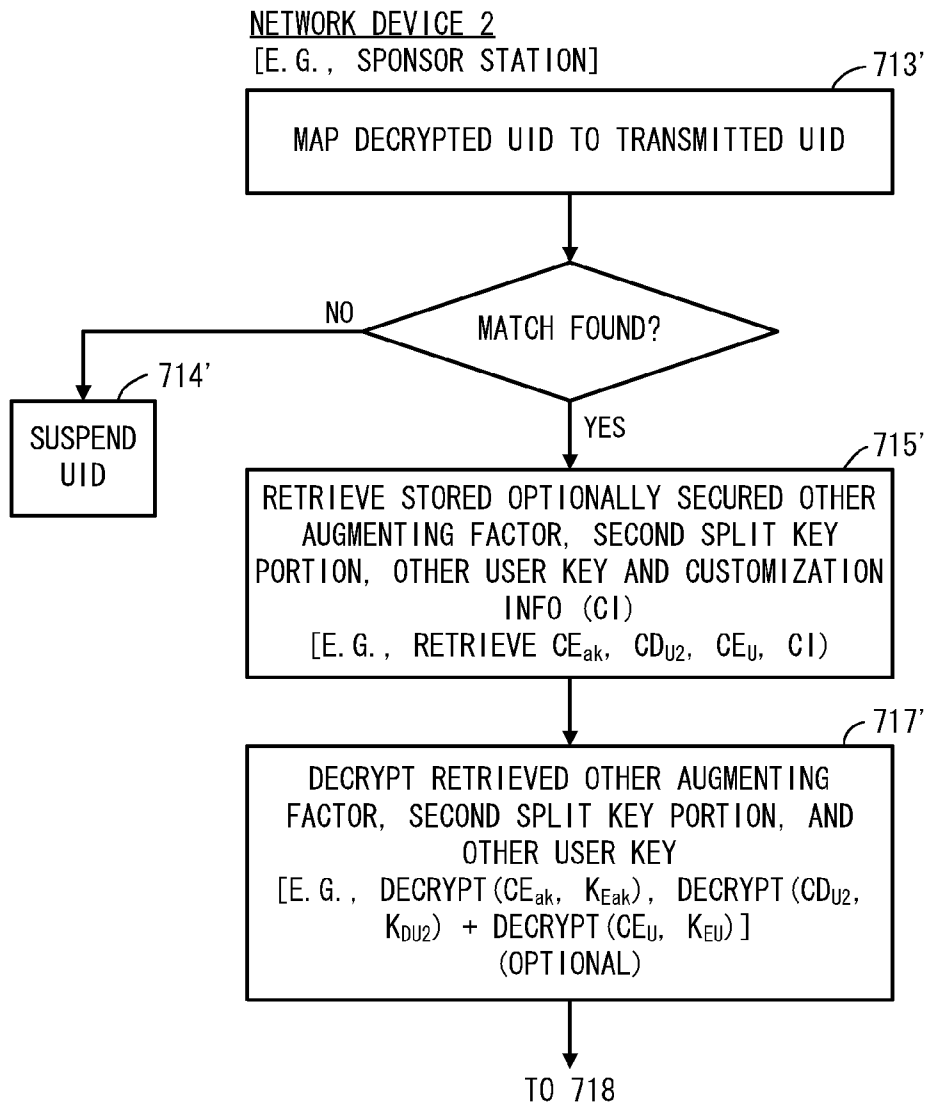 NETWORK DEVICE 2
[E.G., SPONSOR STATION]
713'
MAP DECRYPTED UID TO TRANSMITTED UID
MATCH FOUND?
NO
714'
SUSPEND
UID
YES
715'
RETRIEVE STORED OPTIONALLY SECURED OTHER
AUGMENTING FACTOR, SECOND SPLIT KEY
PORTION, OTHER USER KEY AND CUSTOMIZATION
INFO (CI)
[E.G., RETRIEVE CEak, CDU2, CEU, CI)
717'
DECRYPT RETRIEVED OTHER AUGMENTING
FACTOR, SECOND SPLIT KEY PORTION, AND
OTHER USER KEY
[E.G., DECRYPT(CEak, KEak), DECRYPT(CDU2,
KDU2) + DECRYPT(CEU, KEU)]
(OPTIONAL)
TO 718